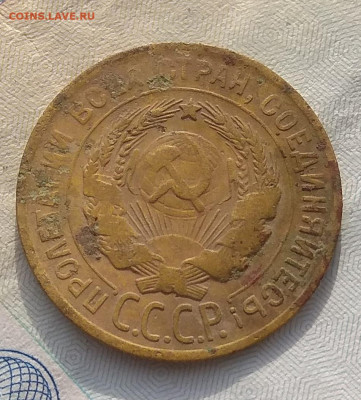 COINS.LAVE.RU
ПРОЛЕТАРИИ ВСЕХ СТРАН, СОЕДИНЯЙТЕСЬ!
С.С.С.Р.